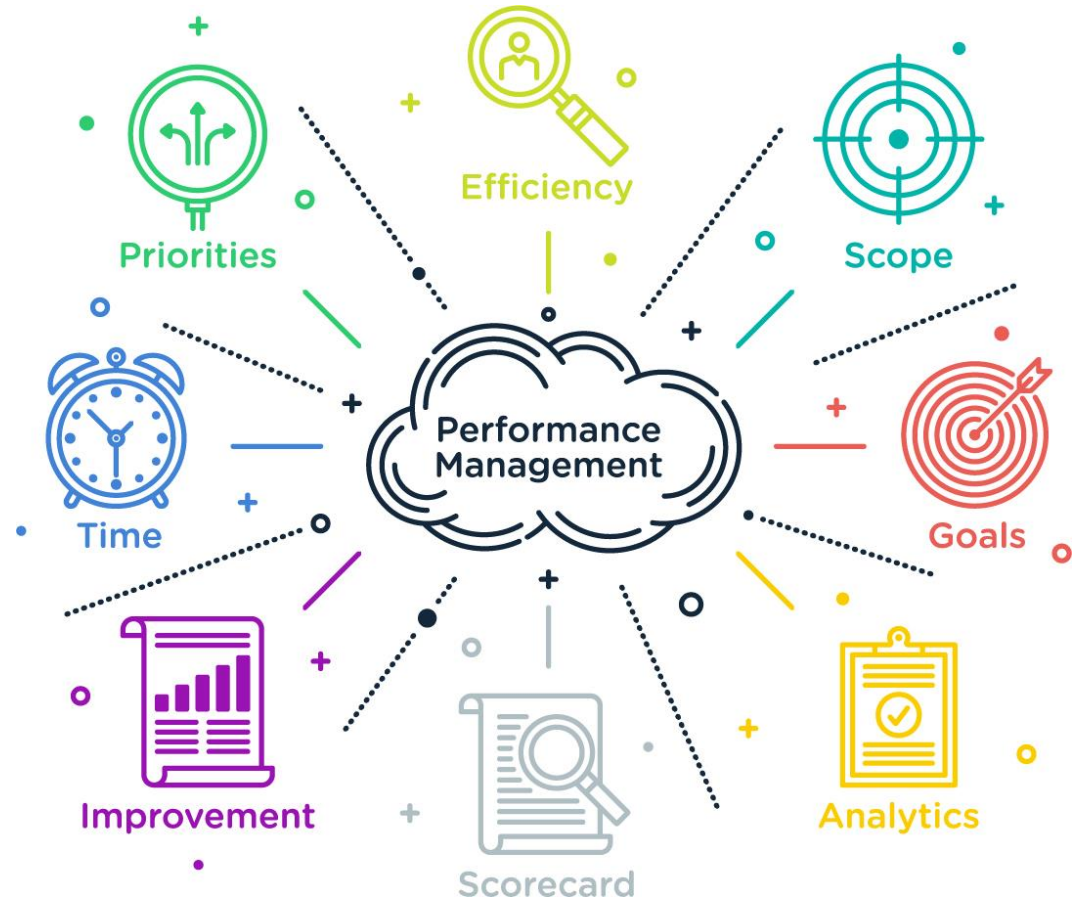 Efficiency
Priorities
Scope
Performance
Management
Time
Goals
Improvement
Analytics
Scorecard